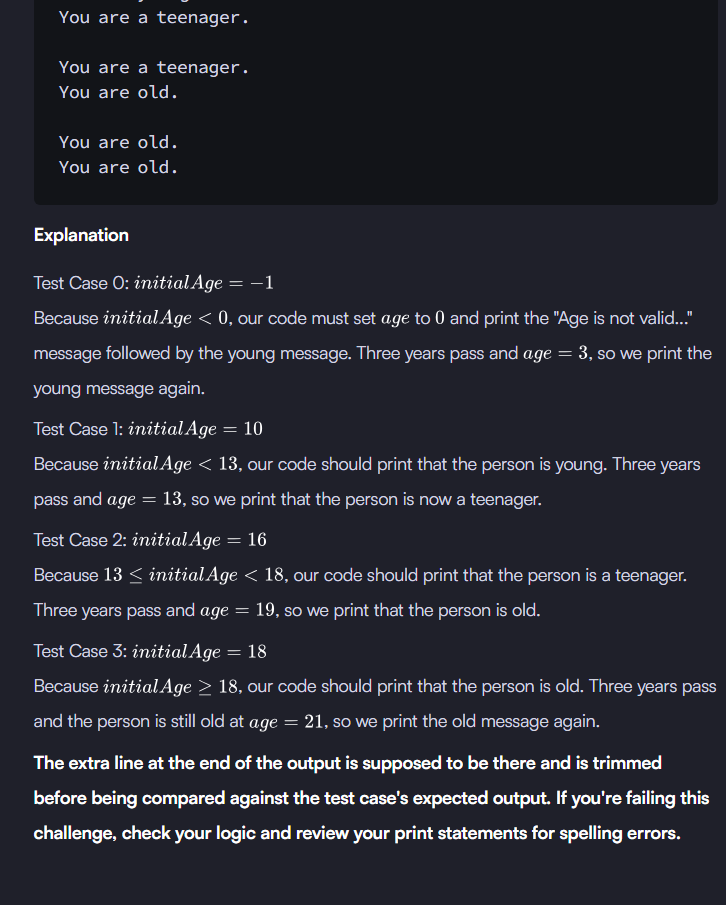 You are a teenager.
You are a teenager.
You are old.
You are old.
You are old.
Explanation
Test Case 0: initialAge = −1
Because initialAge < 0, our code must set age to 0 and print the "Age is not valid..."
message followed by the young message. Three years pass and age = 3, so we print the
young message again.
Test Case 1: initialAge = 10
Because initialAge < 13, our code should print that the person is young. Three years
pass and age = 13, so we print that the person is now a teenager.
Test Case 2: initialAge = 16
Because 13 ≤ initialAge < 18, our code should print that the person is a teenager.
Three years pass and age = 19, so we print that the person is old.
Test Case 3: initialAge = 18
Because initialAge ≥ 18, our code should print that the person is old. Three years pass
and the person is still old at age = 21, so we print the old message again.
The extra line at the end of the output is supposed to be there and is trimmed
before being compared against the test case's expected output. If you're failing this
challenge, check your logic and review your print statements for spelling errors.